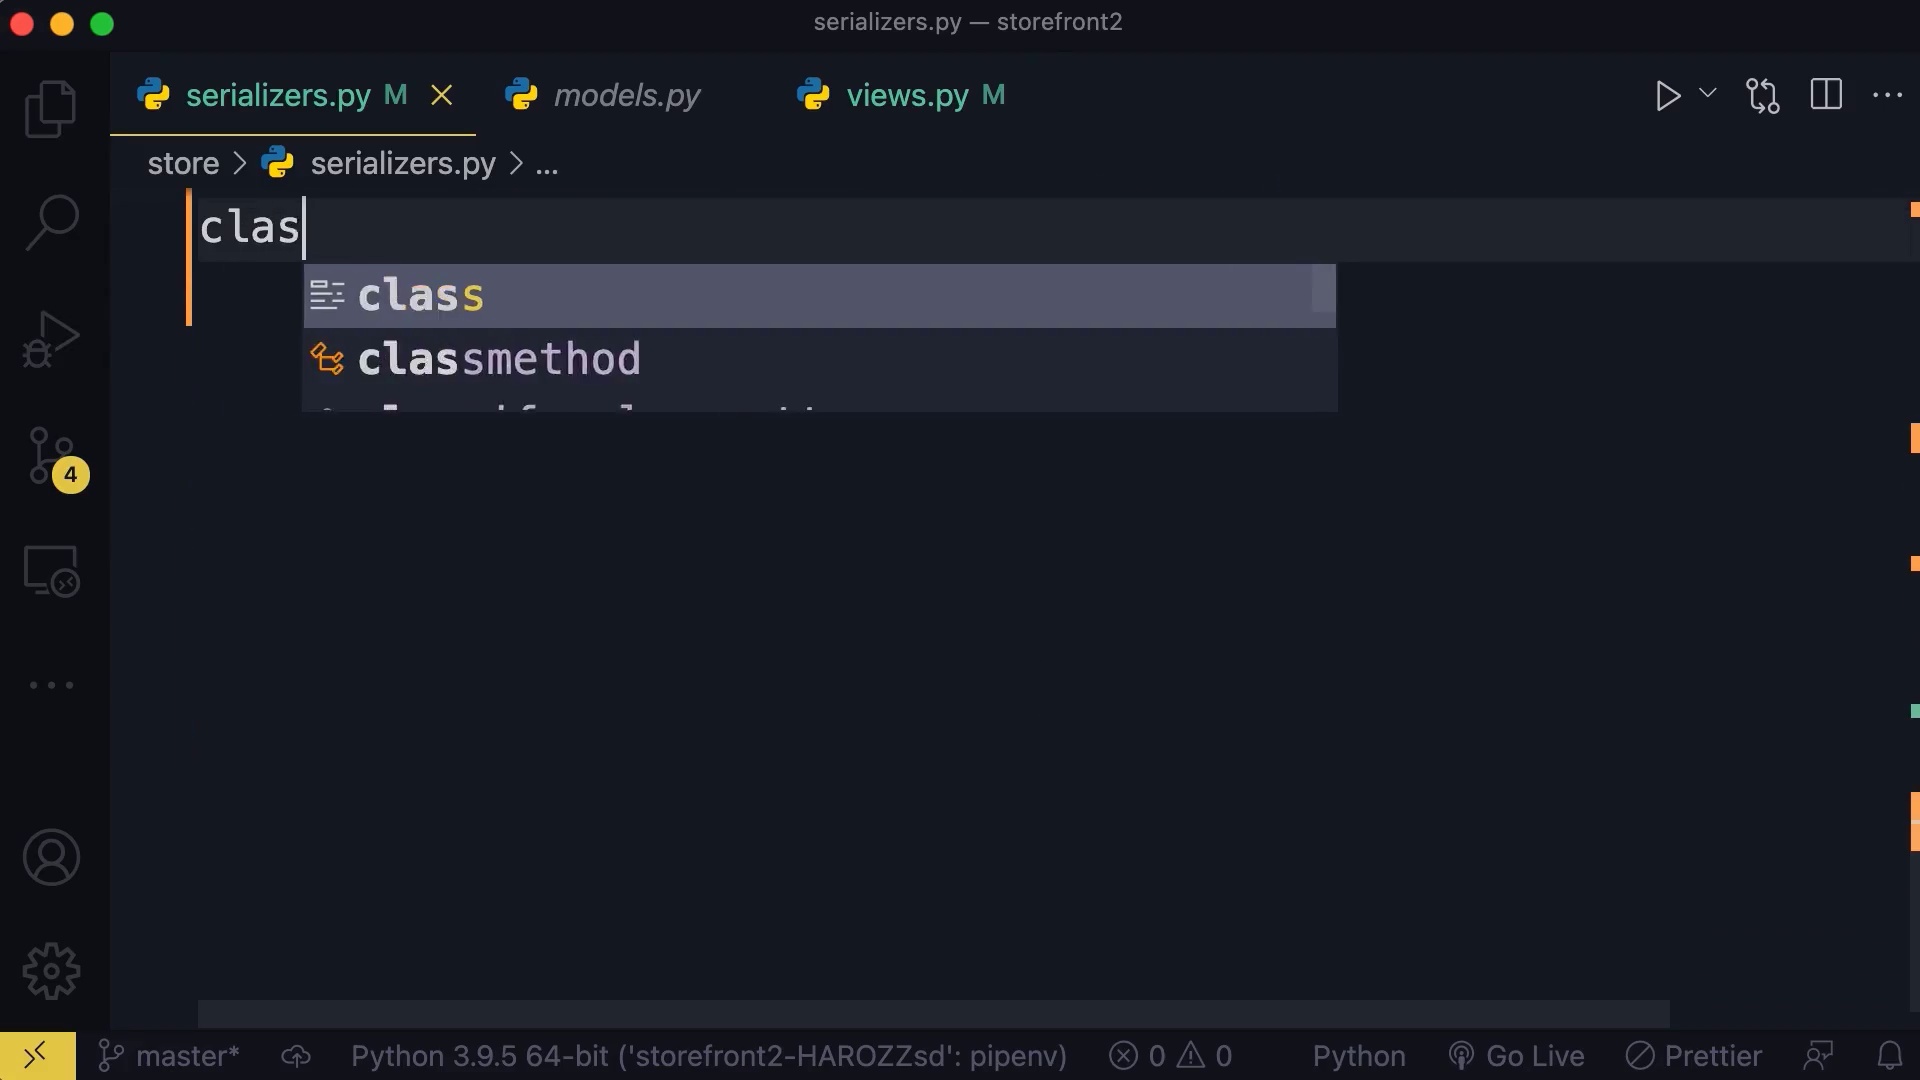 serializers.py — storefront2
serializers.py M
models.py
views.py M
store > serializers.py > ...
clas
class
classmethod
4
master*
Python 3.9.5 64-bit ('storefront2-HAROZZsd': pipenv)
0
0
Python
Go Live
Prettier